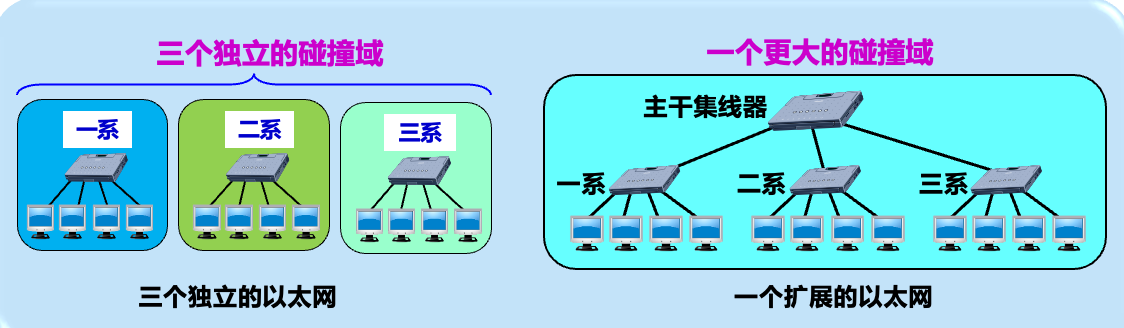 三个独立的碰撞域
一系
二系
三系
三个独立的以太网
一个更大的碰撞域
主干集线器
一系
二系
三系
一个扩展的以太网